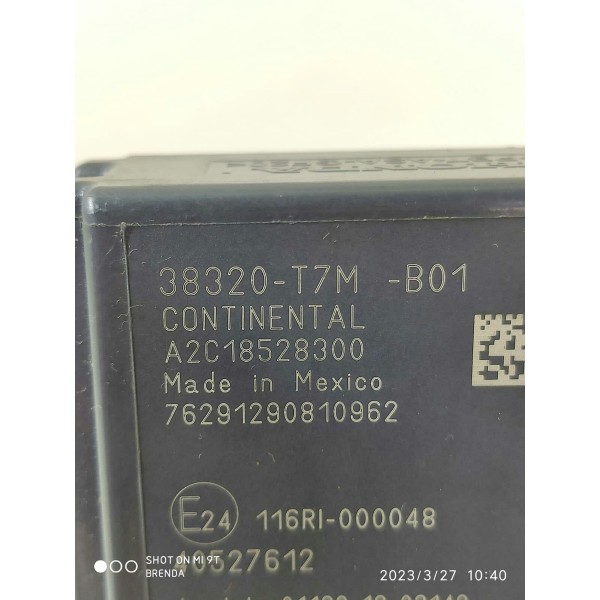 38320-T7M -B01
CONTINENTAL
A2C18528300
Made in Mexico
76291290810962
E24 116RI-000048
40527612
SHOT ON MI 9T
BRENDA
2023/3/27 10:40